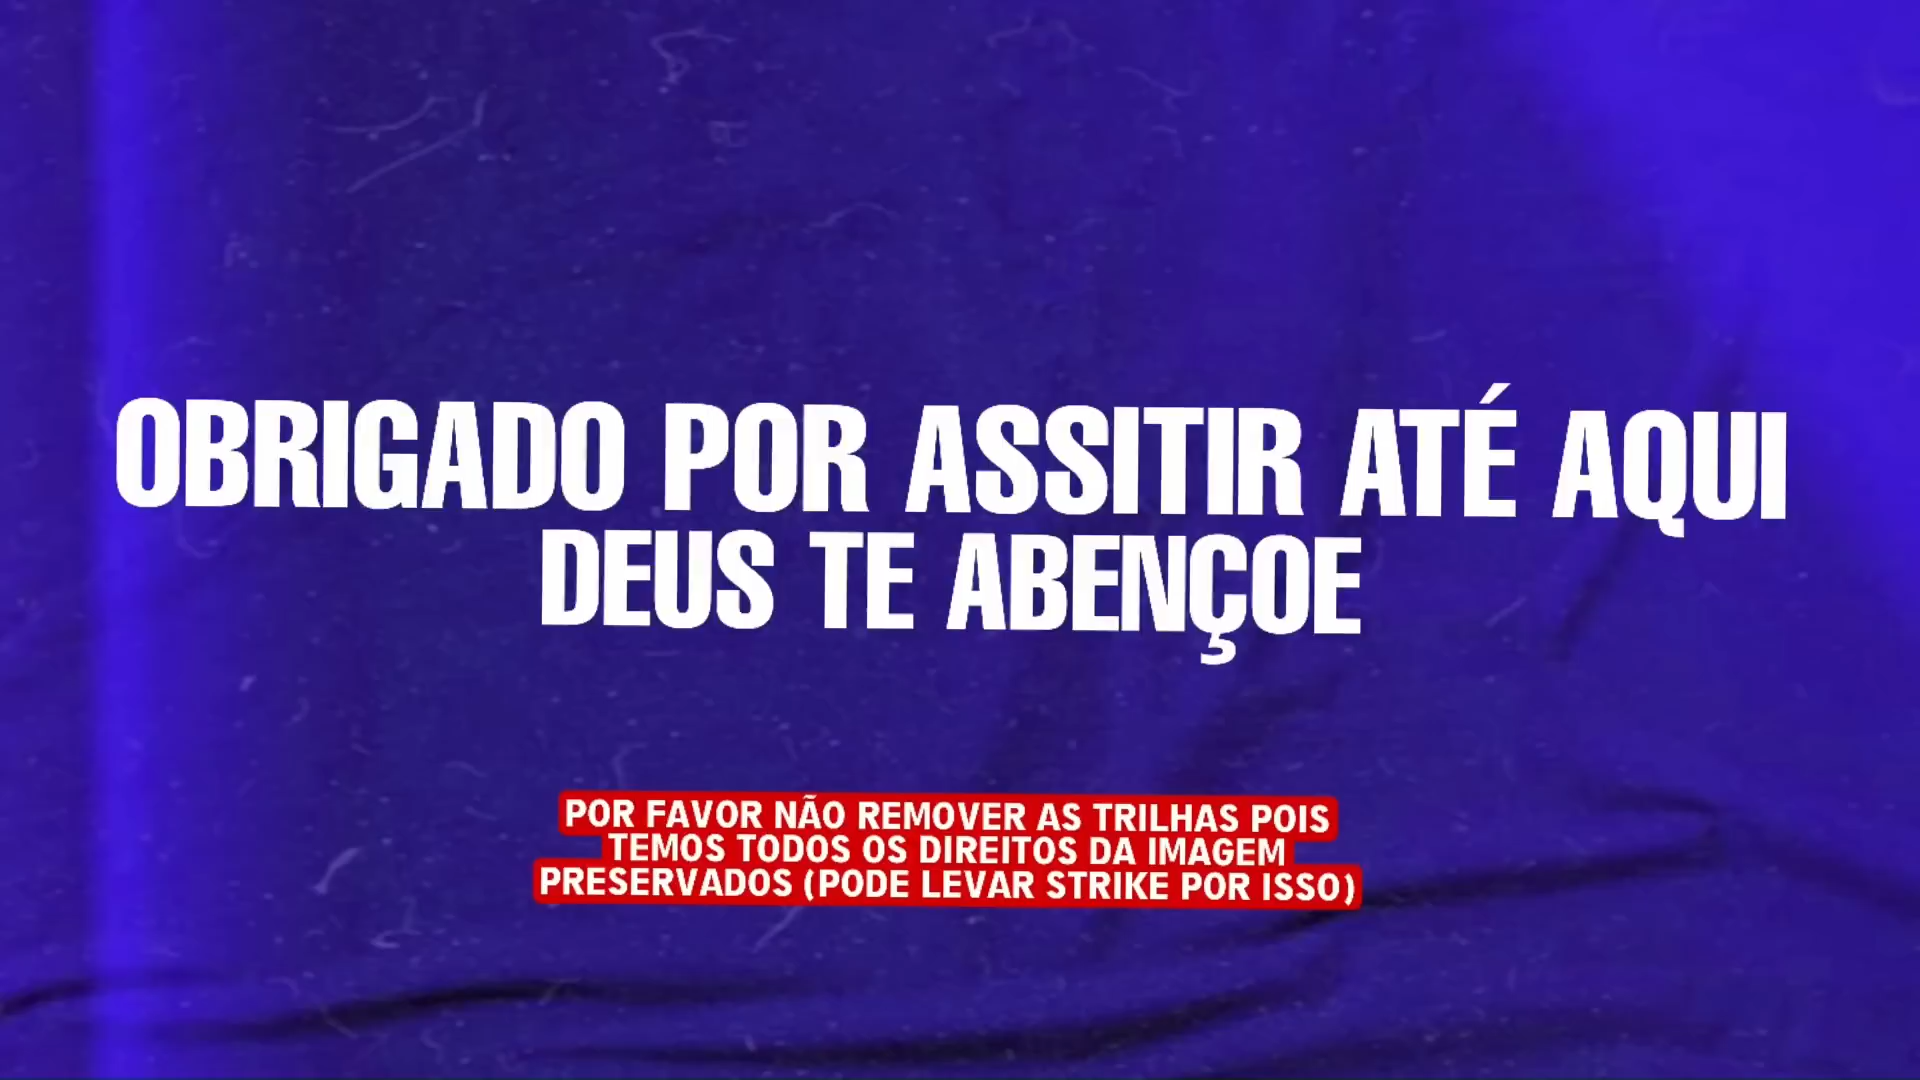 OBRIGADO POR ASSITIR ATÉ AQUI
DEUS TE ABENÇOE
POR FAVOR NÃO REMOVER AS TRILHAS POIS
TEMOS TODOS OS DIREITOS DA IMAGEM
PRESERVADOS (PODE LEVAR STRIKE POR ISSO)